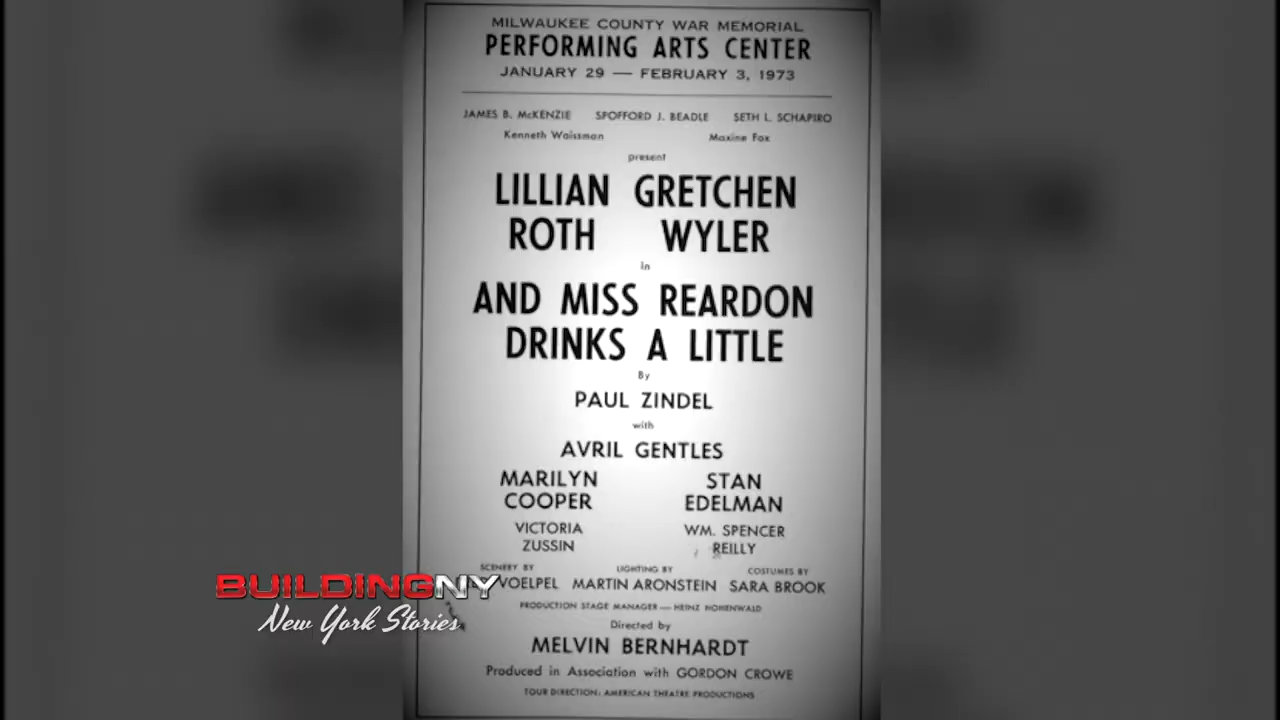 MILWAUKEE COUNTY WAR MEMORIAL
PERFORMING ARTS CENTER
JANUARY 29 — FEBRUARY 3, 1973
JAMES B. McKENZIE SPOFFORD J. BEADLE SETH L. SCHAPIRO
Kenneth Waissman Maxine Fox
present
LILLIAN GRETCHEN
ROTH WYLER
in
AND MISS REARDON
DRINKS A LITTLE
By
PAUL ZINDEL
with
AVRIL GENTLES
MARILYN STAN
COOPER EDELMAN
VICTORIA WM. SPENCER
ZUSSIN REILLY
SCENERY BY LIGHTING BY COSTUMES BY
VOELPEL MARTIN ARONSTEIN SARA BROOK
PRODUCTION STAGE MANAGER — HEINZ HOHENWALD
Directed by
MELVIN BERNHARDT
Produced in Association with GORDON CROWE
TOUR DIRECTION: AMERICAN THEATRE PRODUCTIONS
BUILDINGNY
New York Stories